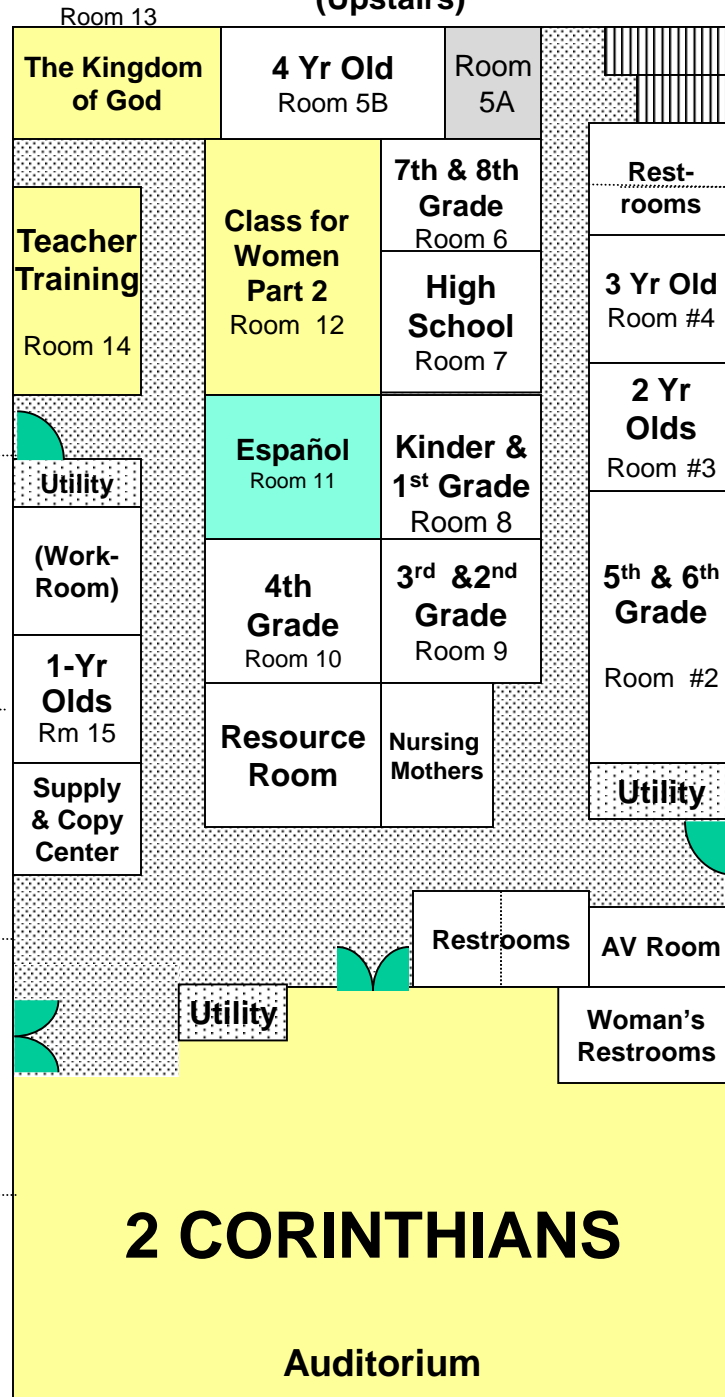 (Upstairs)
Room 13
The Kingdom
of God
4 Yr Old
Room 5B
Room
5A
7th & 8th
Grade
Room 6
Rest-
rooms
Teacher
Training
Room 14
Class for
Women
Part 2
Room 12
High
School
Room 7
3 Yr Old
Room #4
2 Yr
Olds
Room #3
Español
Room 11
Kinder &
1st Grade
Room 8
Utility
(Work-
Room)
4th
Grade
Room 10
3rd &2nd
Grade
Room 9
5th & 6th
Grade
Room #2
1-Yr
Olds
Rm 15
Resource
Room
Nursing
Mothers
Supply
& Copy
Center
Utility
Restrooms
AV Room
Utility
Woman’s
Restrooms
2 CORINTHIANS
Auditorium